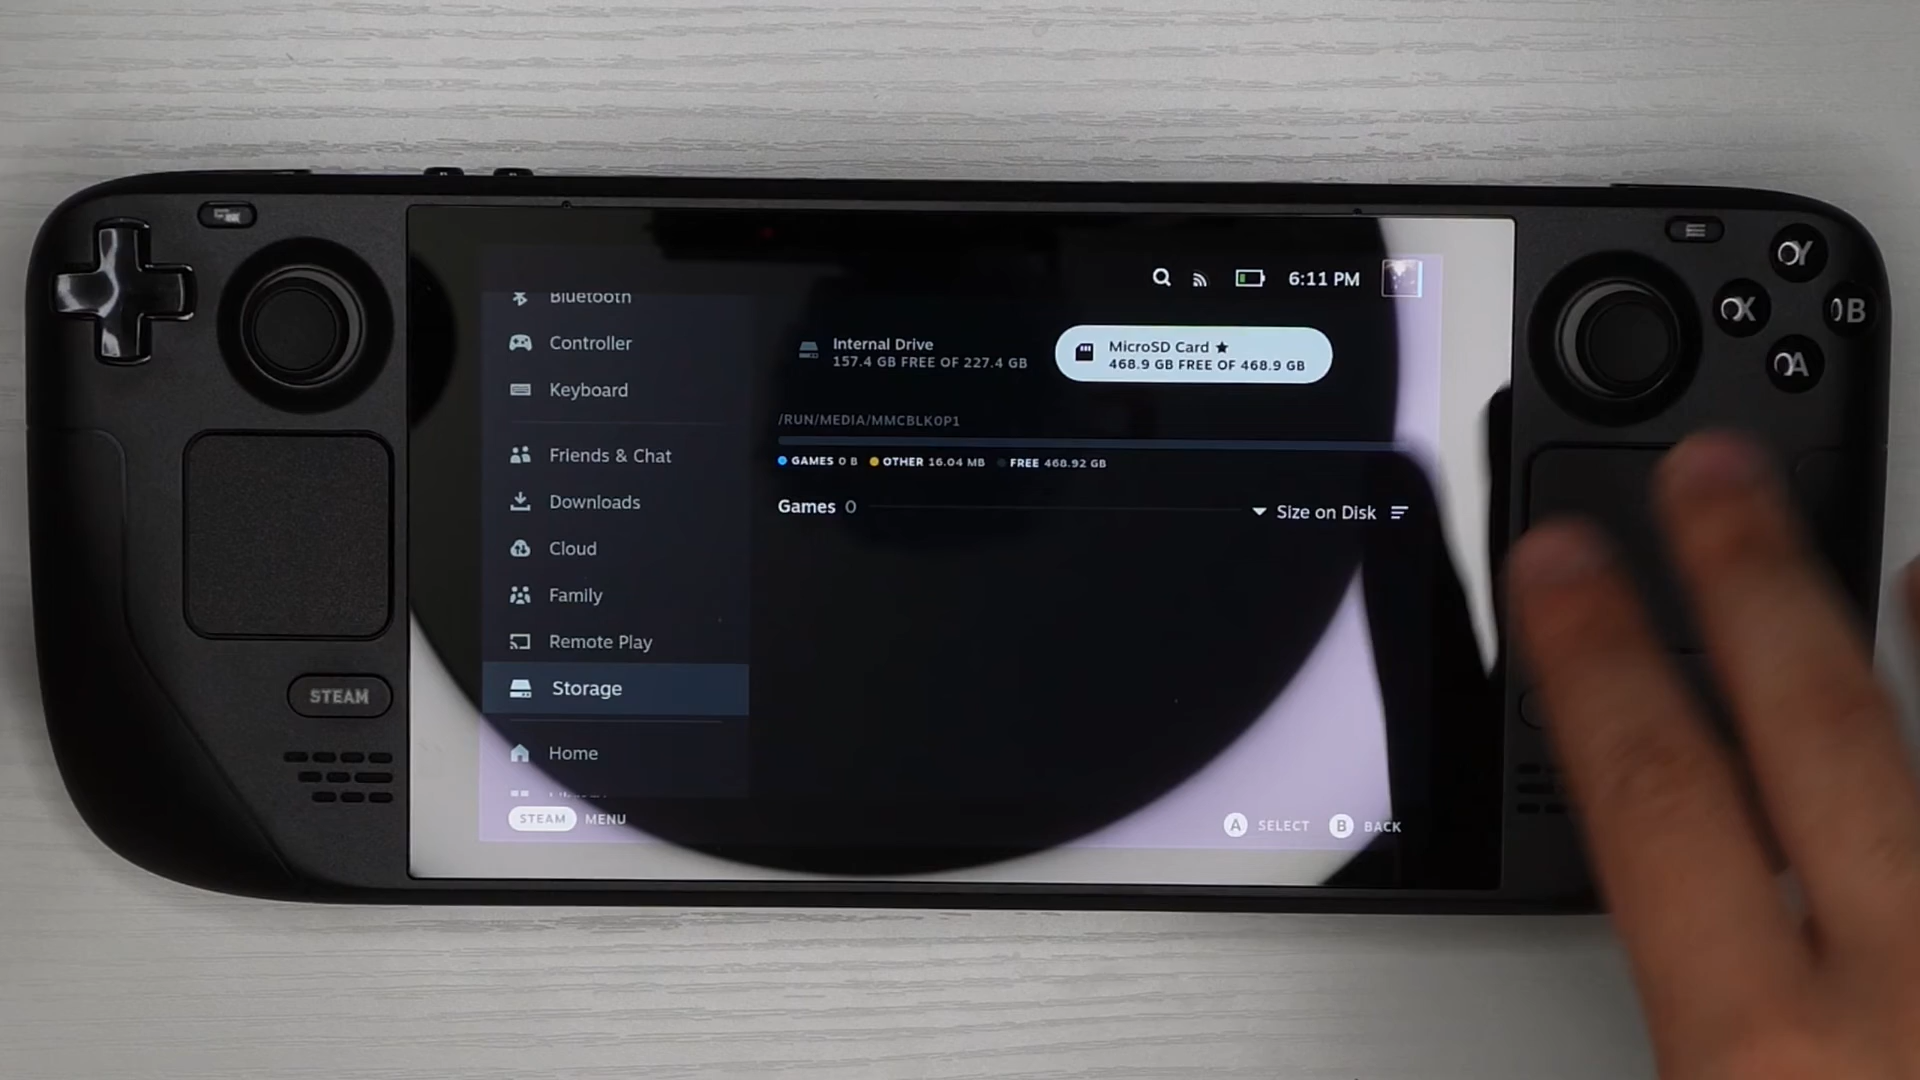 6:11 PM
Bluetooth
Controller
Keyboard
Friends & Chat
Downloads
Cloud
Family
Remote Play
Storage
Home
Internal Drive
157.4 GB FREE OF 227.4 GB
MicroSD Card ★
468.9 GB FREE OF 468.9 GB
/RUN/MEDIA/MMCBLK0P1
GAMES 0 B OTHER 16.04 MB FREE 468.92 GB
Games 0
Size on Disk
STEAM MENU
A SELECT B BACK
STEAM
Y
X
B
A